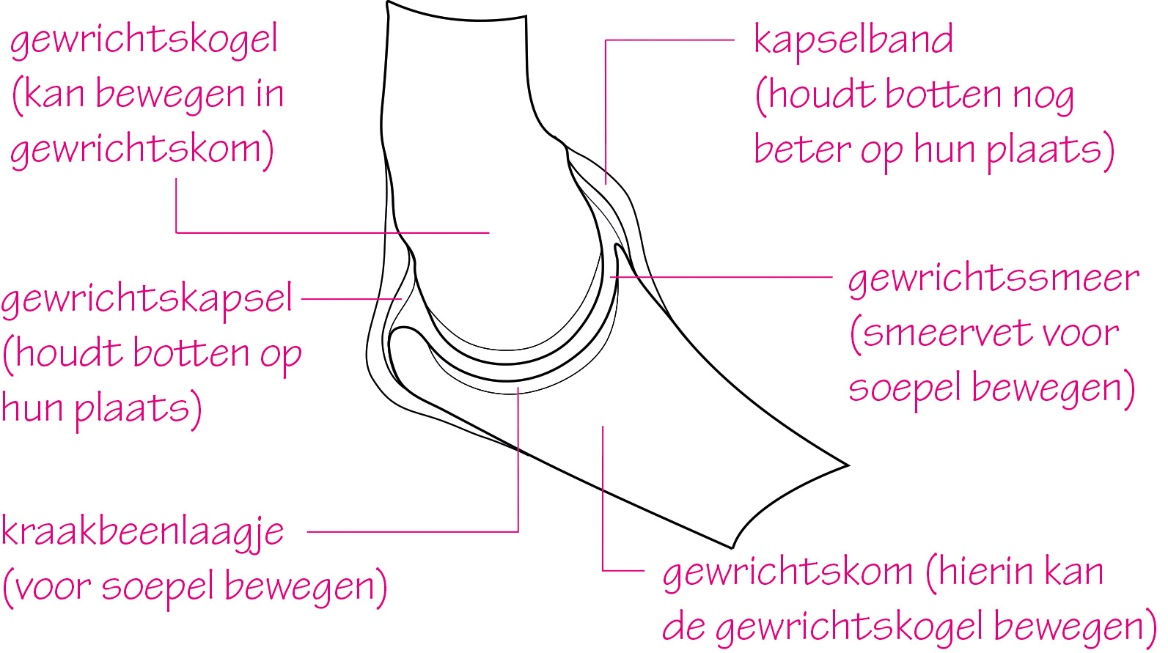 gewrichtskogel
(kan bewegen in
gewrichtskom)
kapselband
(houdt botten nog
beter op hun plaats)
gewrichtskapsel
(houdt botten op
hun plaats)
gewrichtssmeer
(smeervet voor
soepel bewegen)
kraakbeenlaagje
(voor soepel bewegen)
gewrichtskom (hierin kan
de gewrichtskogel bewegen)